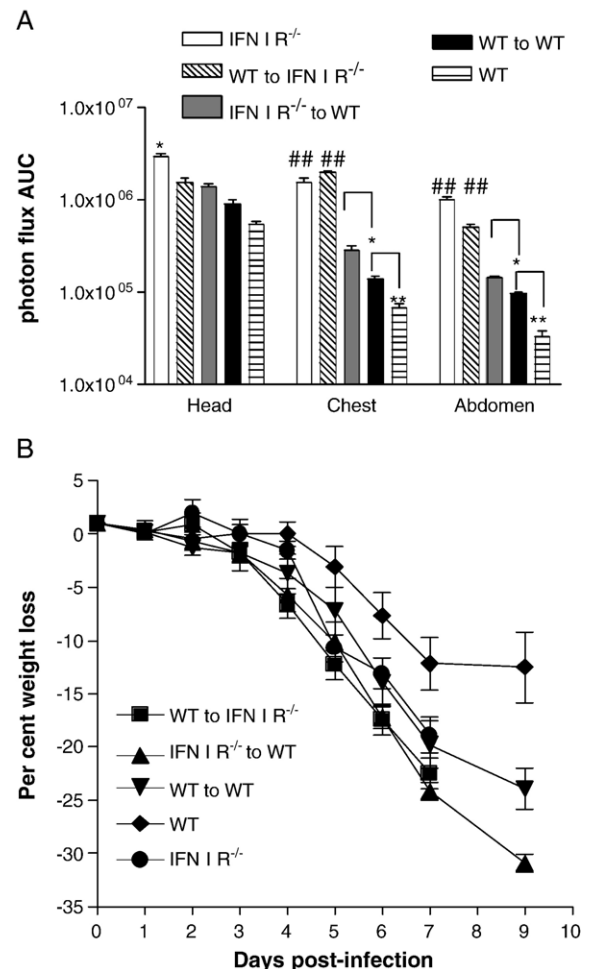 A
IFN I R-/-
WT to IFN I R-/-
IFN I R-/- to WT
WT to WT
WT
photon flux AUC
1.0x10 07
1.0x10 06
1.0x10 05
1.0x10 04
*
## ##
*
**
## ##
*
**
Head Chest Abdomen
B
Per cent weight loss
5
0
-5
-10
-15
-20
-25
-30
-35
WT to IFN I R-/-
IFN I R-/- to WT
WT to WT
WT
IFN I R-/-
0 1 2 3 4 5 6 7 8 9 10
Days post-infection